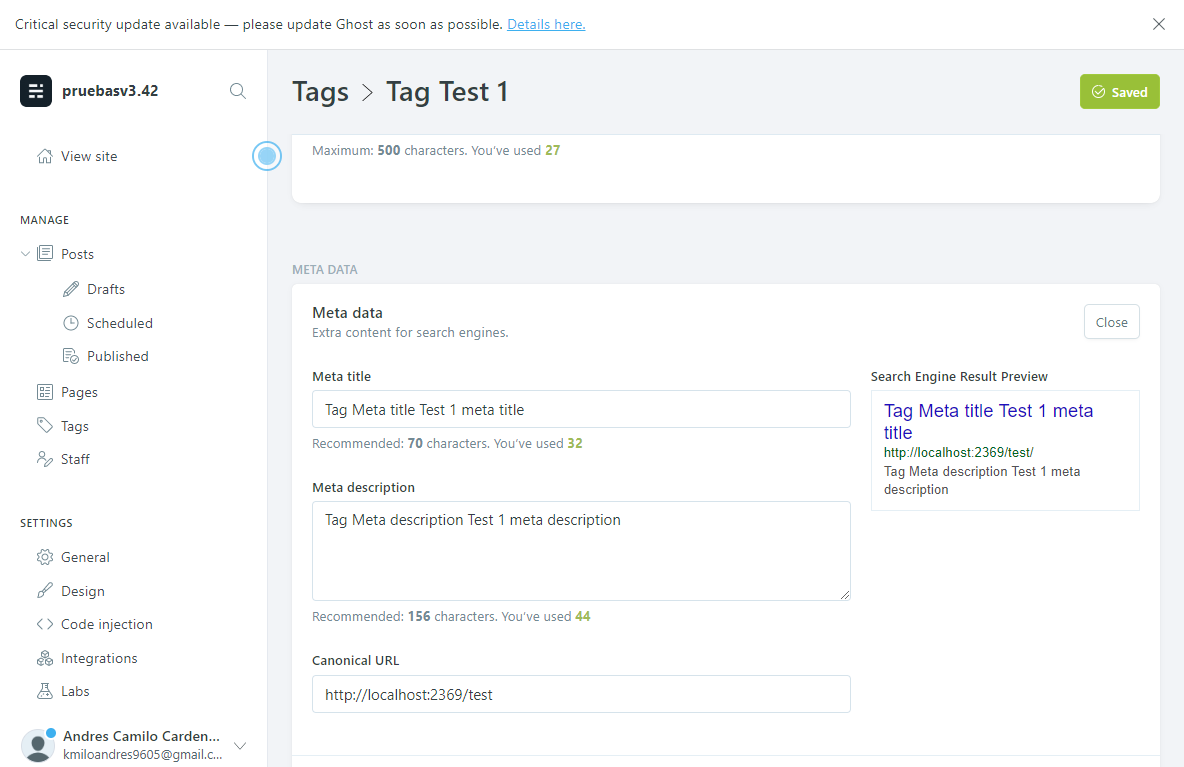 Critical security update available — please update Ghost as soon as possible. Details here.
pruebasv3.42
View site
MANAGE
Posts
Drafts
Scheduled
Published
Pages
Tags
Staff
SETTINGS
General
Design
Code injection
Integrations
Labs
Andres Camilo Carden...
kmiloandres9605@gmail.c...
Tags > Tag Test 1
Saved
Maximum: 500 characters. You've used 27
META DATA
Meta data
Extra content for search engines.
Close
Meta title
Tag Meta title Test 1 meta title
Recommended: 70 characters. You've used 32
Meta description
Tag Meta description Test 1 meta description
Recommended: 156 characters. You've used 44
Canonical URL
http://localhost:2369/test
Search Engine Result Preview
Tag Meta title Test 1 meta
title
http://localhost:2369/test/
Tag Meta description Test 1 meta
description